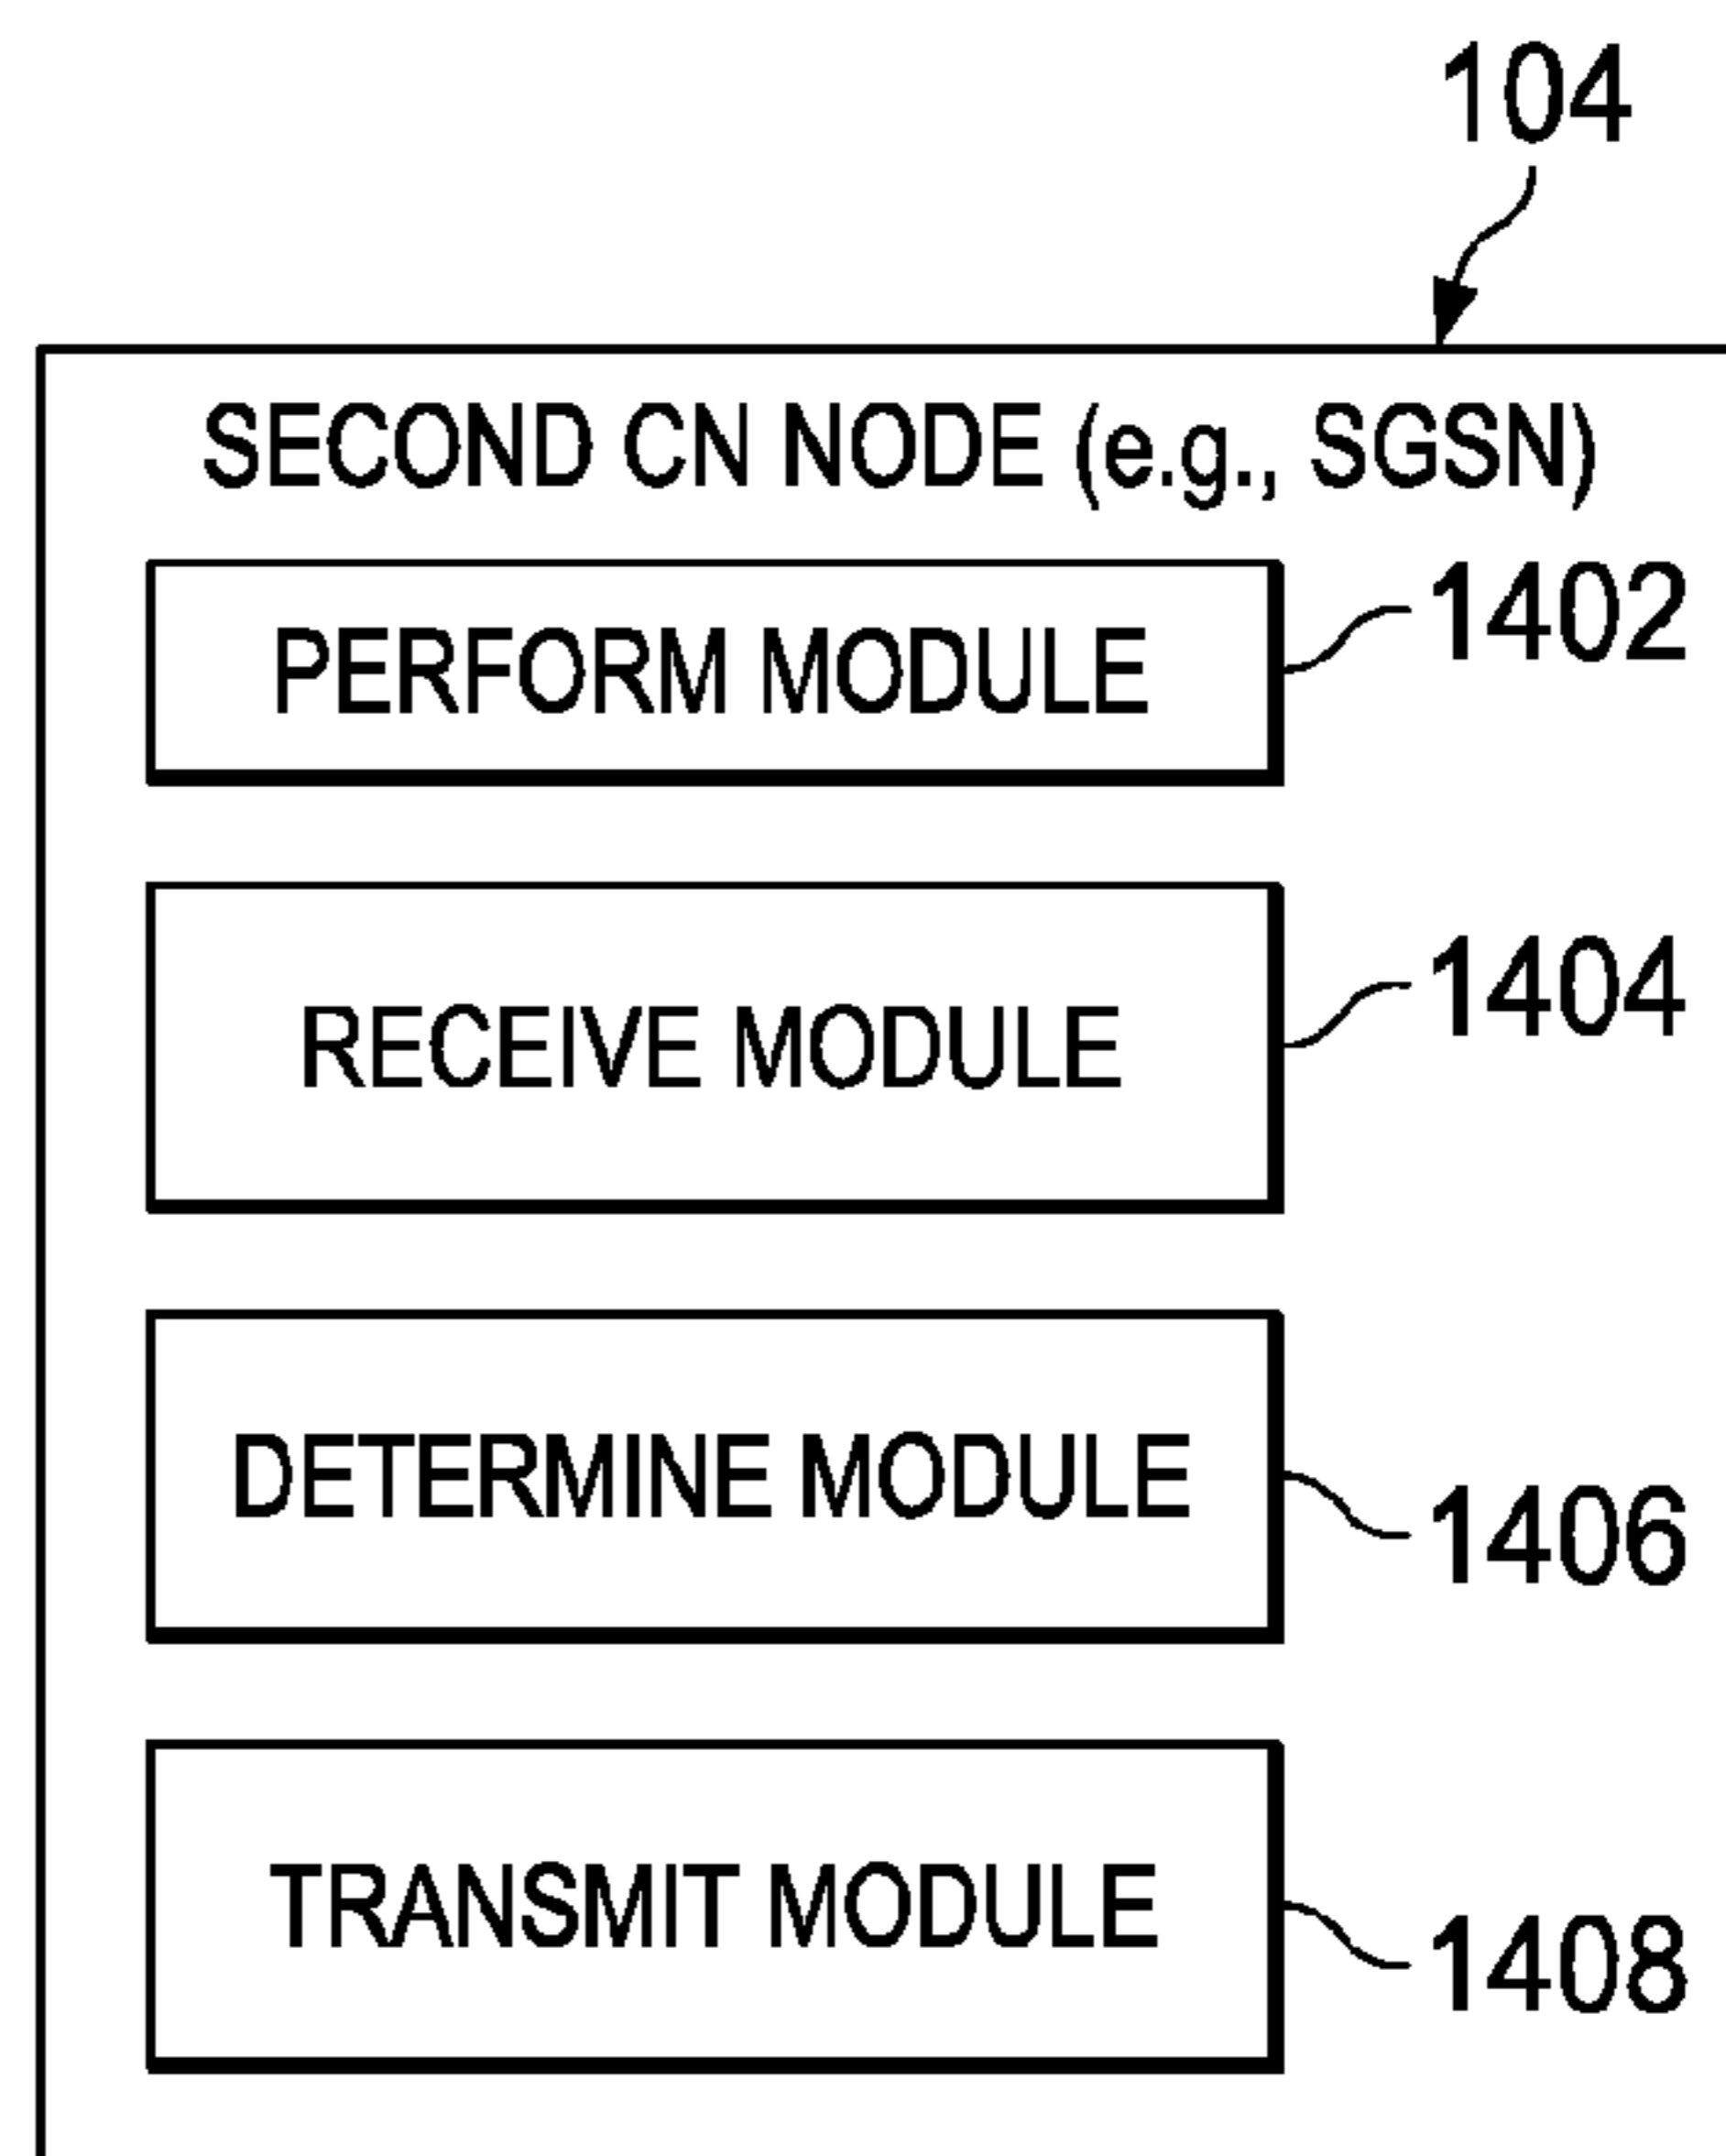 104
SECOND CN NODE (e.g., SGSN)
PERFORM MODULE
1402
RECEIVE MODULE
1404
DETERMINE MODULE
1406
TRANSMIT MODULE
1408